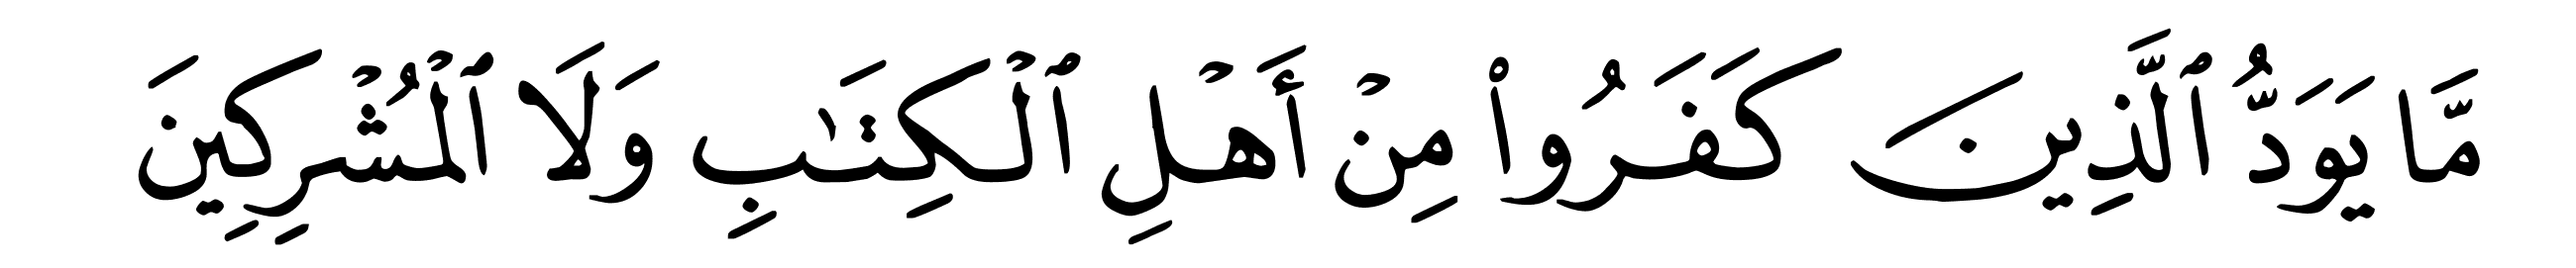 مَّا يَوَدُّ ٱلَّذِينَ كَفَرُوا۟ مِنْ أَهْلِ ٱلْكِتَـٰبِ وَلَا ٱلْمُشْرِكِينَ